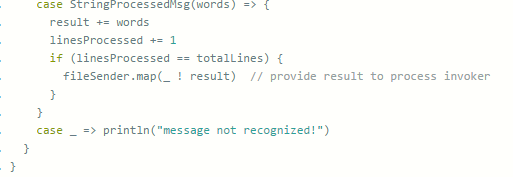 case StringProcessedMsg(words) => {
result += words
linesProcessed += 1
if (linesProcessed == totalLines) {
fileSender.map(_ ! result)  // provide result to process invoker
}
}
case _ => println("message not recognized!")
}
}